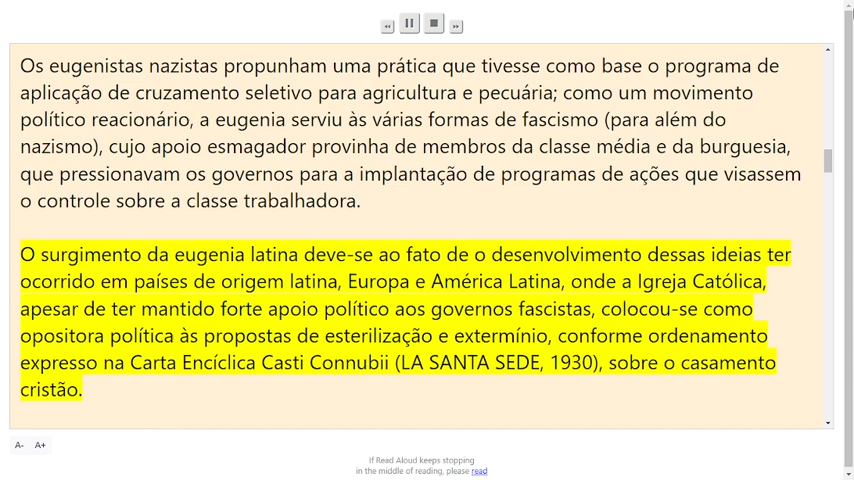 Os eugenistas nazistas propunham uma prática que tivesse como base o programa de
aplicação de cruzamento seletivo para agricultura e pecuária; como um movimento
político reacionário, a eugenia serviu às várias formas de fascismo (para além do
nazismo), cujo apoio esmagador provinha de membros da classe média e da burguesia,
que pressionavam os governos para a implantação de programas de ações que visassem
o controle sobre a classe trabalhadora.
O surgimento da eugenia latina deve-se ao fato de o desenvolvimento dessas ideias ter
ocorrido em países de origem latina, Europa e América Latina, onde a Igreja Católica,
apesar de ter mantido forte apoio político aos governos fascistas, colocou-se como
opositora política às propostas de esterilização e extermínio, conforme ordenamento
expresso na Carta Encíclica Casti Connubii (LA SANTA SEDE, 1930), sobre o casamento
cristão.
A- A+
If Read Aloud keeps stopping
in the middle of reading, please read